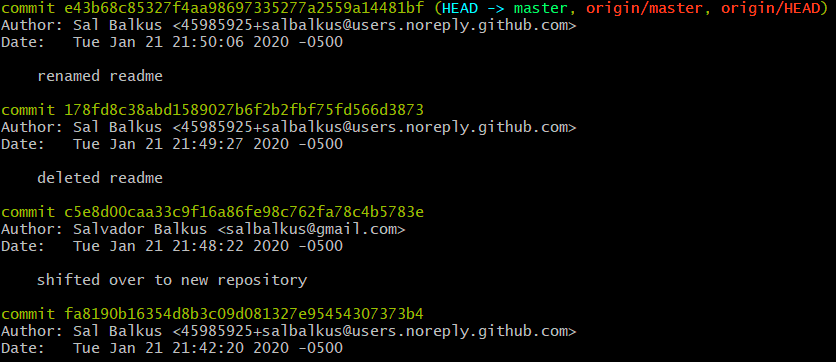 commit e43b68c85327f4aa98697335277a2559a14481bf (HEAD -> master, origin/master, origin/HEAD)
Author: Sal Balkus <45985925+salbalkus@users.noreply.github.com>
Date:   Tue Jan 21 21:50:06 2020 -0500
renamed readme
commit 178fd8c38abd1589027b6f2b2fbf75fd566d3873
Author: Sal Balkus <45985925+salbalkus@users.noreply.github.com>
Date:   Tue Jan 21 21:49:27 2020 -0500
deleted readme
commit c5e8d00caa33c9f16a86fe98c762fa78c4b5783e
Author: Salvador Balkus <salbalkus@gmail.com>
Date:   Tue Jan 21 21:48:22 2020 -0500
shifted over to new repository
commit fa8190b16354d8b3c09d081327e95454307373b4
Author: Sal Balkus <45985925+salbalkus@users.noreply.github.com>
Date:   Tue Jan 21 21:42:20 2020 -0500